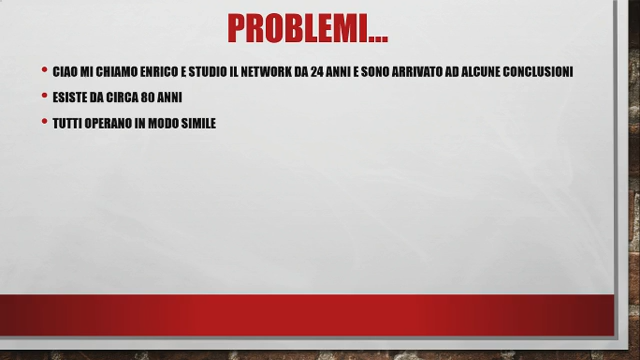 PROBLEMI...
• CIAO MI CHIAMO ENRICO E STUDIO IL NETWORK DA 24 ANNI E SONO ARRIVATO AD ALCUNE CONCLUSIONI
• ESISTE DA CIRCA 80 ANNI
• TUTTI OPERANO IN MODO SIMILE